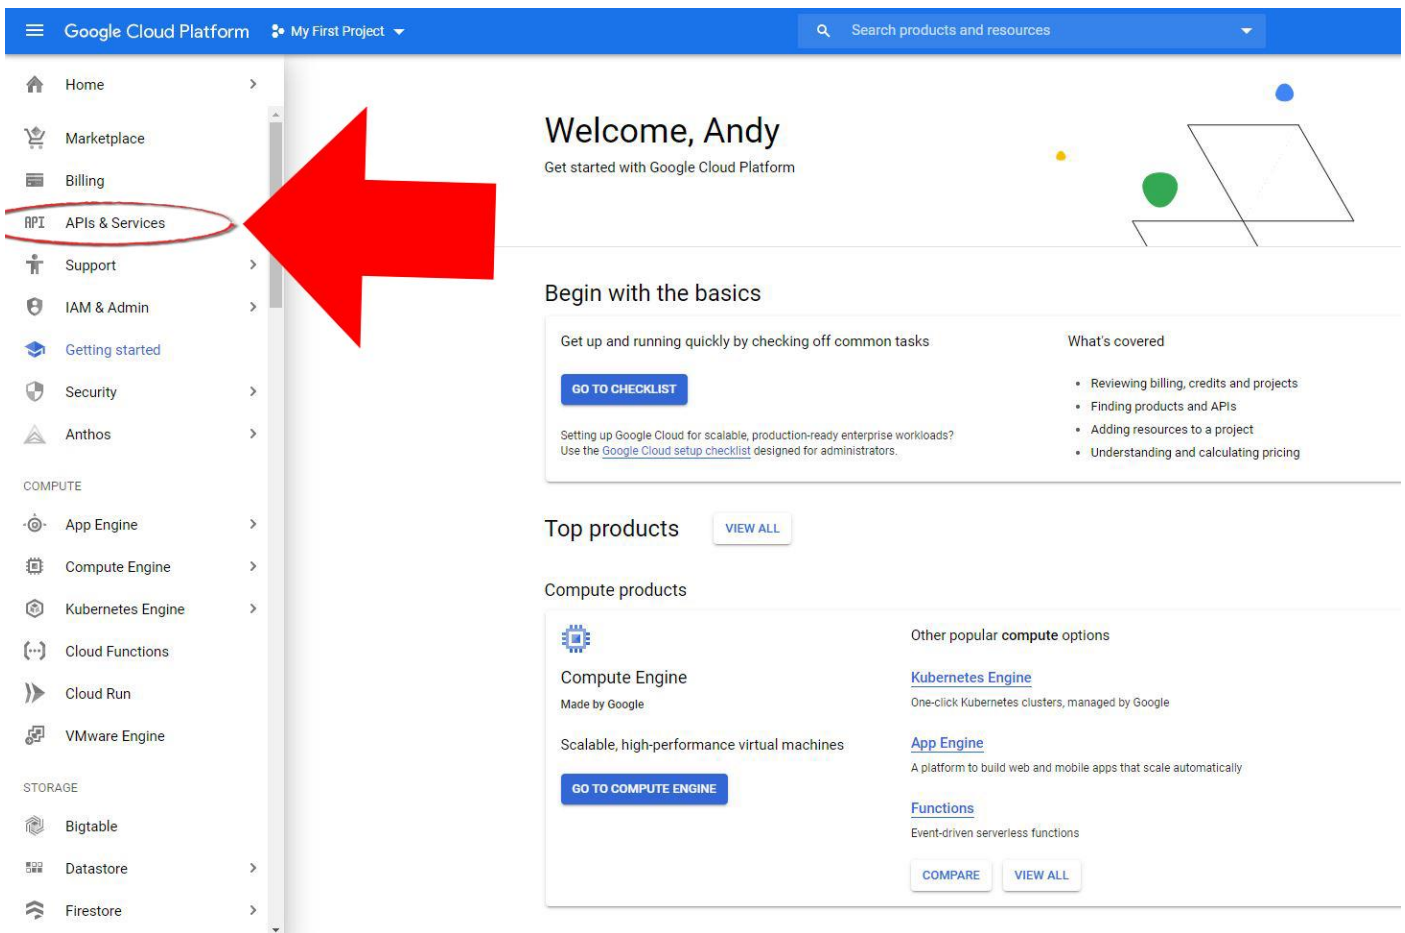 Google Cloud Platform
My First Project
Search products and resources
Home
Marketplace
Billing
API APIs & Services
Support
IAM & Admin
Getting started
Security
Anthos
COMPUTE
App Engine
Compute Engine
Kubernetes Engine
Cloud Functions
Cloud Run
VMware Engine
STORAGE
Bigtable
Datastore
Firestore
Welcome, Andy
Get started with Google Cloud Platform
Begin with the basics
Get up and running quickly by checking off common tasks
GO TO CHECKLIST
Setting up Google Cloud for scalable, production-ready enterprise workloads?
Use the Google Cloud setup checklist designed for administrators.
What's covered
• Reviewing billing, credits and projects
• Finding products and APIs
• Adding resources to a project
• Understanding and calculating pricing
Top products
VIEW ALL
Compute products
Compute Engine
Made by Google
Scalable, high-performance virtual machines
GO TO COMPUTE ENGINE
Other popular compute options
Kubernetes Engine
One-click Kubernetes clusters, managed by Google
App Engine
A platform to build web and mobile apps that scale automatically
Functions
Event-driven serverless functions
COMPARE
VIEW ALL